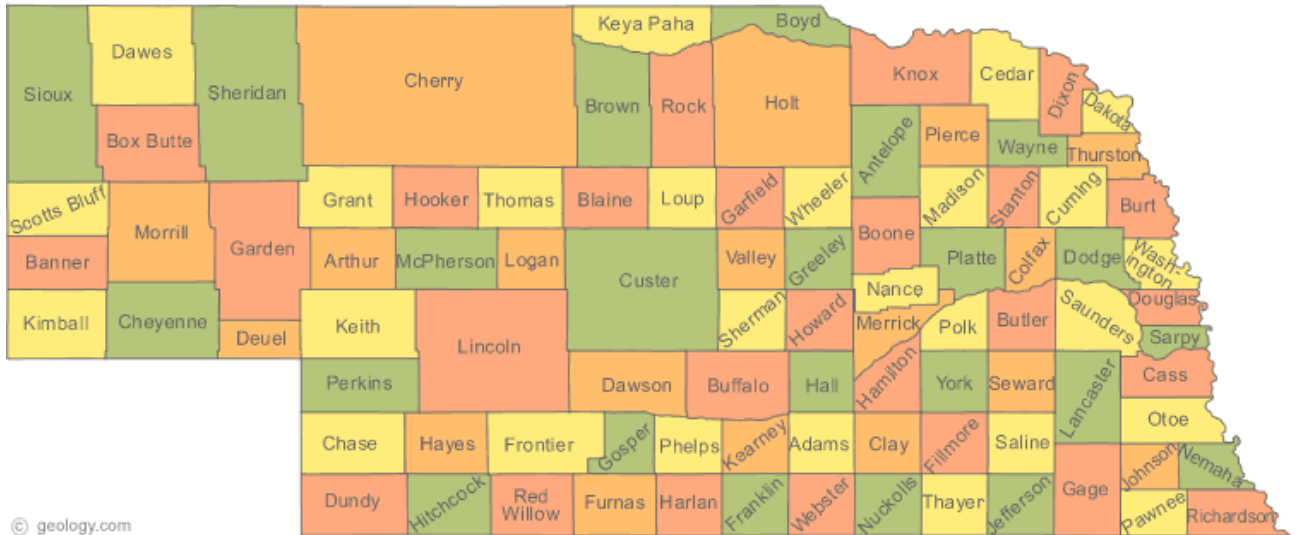 Keya Paha
Boyd
Dawes
Cherry
Knox
Cedar
Dixon
Dakota
Sioux
Sheridan
Brown
Rock
Holt
Box Butte
Antelope
Pierce
Wayne
Thurston
Scotts Bluff
Grant
Hooker
Thomas
Blaine
Loup
Garfield
Wheeler
Madison
Stanton
Cuming
Burt
Morrill
Garden
Boone
Banner
Arthur
McPherson
Logan
Custer
Valley
Greeley
Platte
Colfax
Dodge
Wash-
ington
Nance
Kimball
Cheyenne
Keith
Sherman
Howard
Merrick
Polk
Butler
Saunders
Douglas
Deuel
Lincoln
Sarpy
Perkins
Dawson
Buffalo
Hall
Hamilton
York
Seward
Lancaster
Cass
Otoe
Chase
Hayes
Frontier
Gosper
Phelps
Kearney
Adams
Clay
Fillmore
Saline
Johnson
Nemaha
Dundy
Hitchcock
Red
Willow
Furnas
Harlan
Franklin
Webster
Nuckolls
Thayer
Jefferson
Gage
Pawnee
Richardson
© geology.com